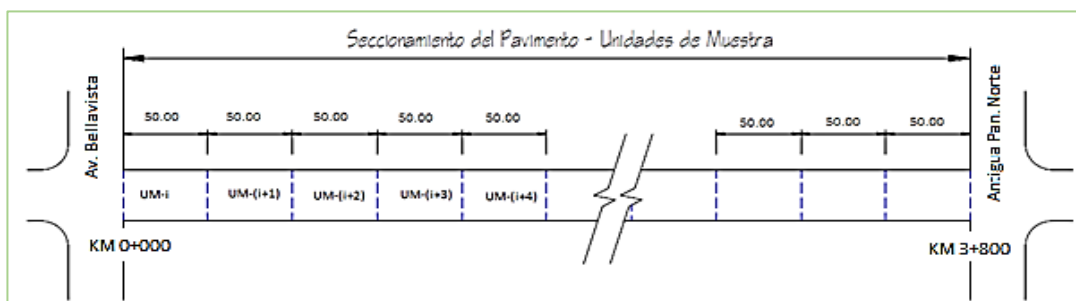 Seccionamiento del Pavimento - Unidades de Muestra
Av. Bellavista
50.00 50.00 50.00 50.00 50.00 50.00 50.00 50.00
Antigua Pan. Norte
UM-i UM-(i+1) UM-(i+2) UM-(i+3) UM-(i+4)
KM 0+000 KM 3+800